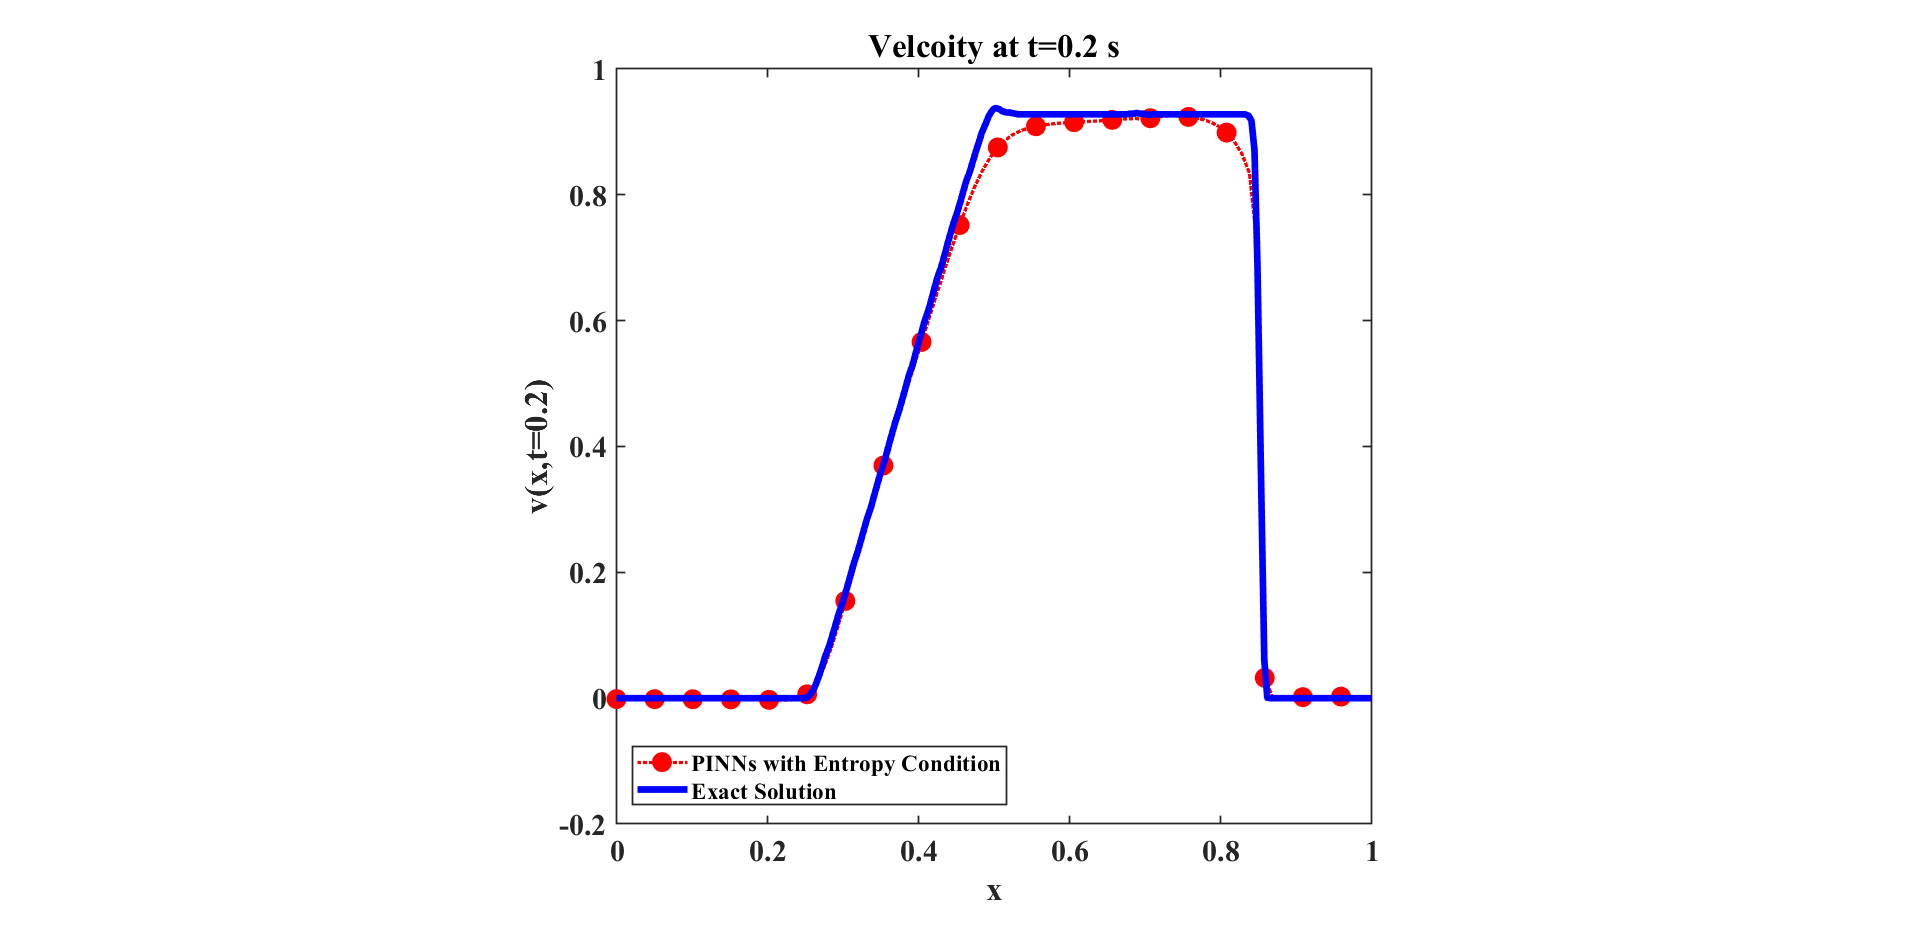 Velcoity at t=0.2 s
1
0.8
0.6
0.4
0.2
0
-0.2
v(x,t=0.2)
PINNs with Entropy Condition
Exact Solution
0 0.2 0.4 0.6 0.8 1
x